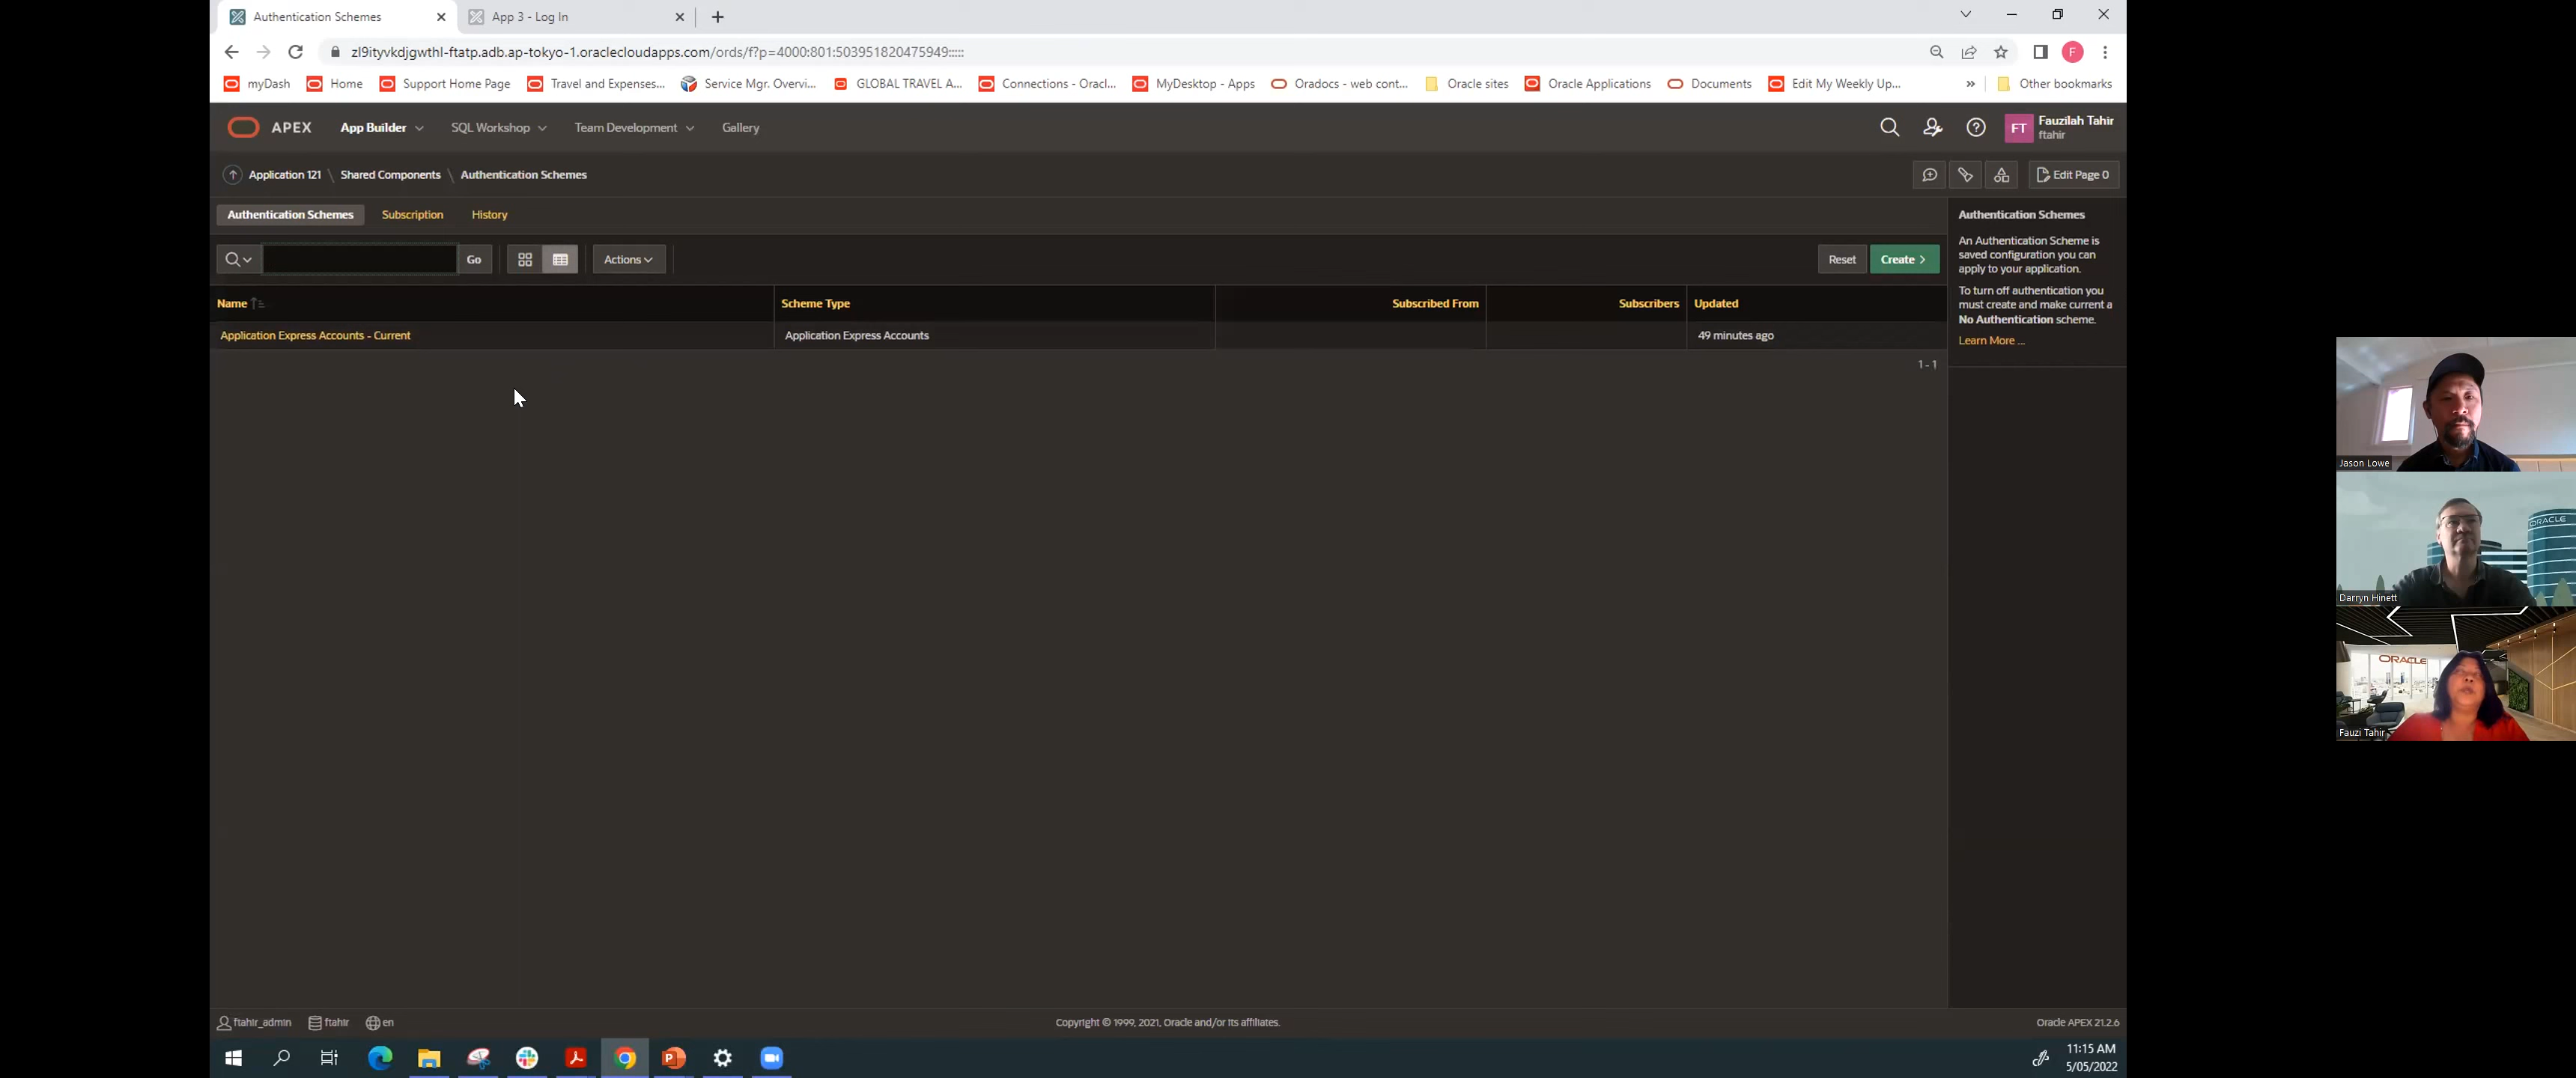 Authentication Schemes
App 3 - Log In
zl9ityvkdjgwthl-ftatp.adb.ap-tokyo-1.oraclecloudapps.com/ords/f?p=4000:801:503951820475949:::::
F
myDash
Home
Support Home Page
Travel and Expenses...
Service Mgr. Overvi...
GLOBAL TRAVEL A...
Connections - Oracl...
MyDesktop - Apps
Oradocs - web cont...
Oracle sites
Oracle Applications
Documents
Edit My Weekly Up...
»
Other bookmarks
APEX
App Builder
SQL Workshop
Team Development
Gallery
FT
Fauzilah Tahir
ftahir
Application 121 \ Shared Components \ Authentication Schemes
Edit Page 0
Authentication Schemes
Subscription
History
Go
Actions
Reset
Create >
Name
Scheme Type
Subscribed From
Subscribers
Updated
Application Express Accounts - Current
Application Express Accounts
49 minutes ago
1 - 1
Authentication Schemes
An Authentication Scheme is
saved configuration you can
apply to your application.
To turn off authentication you
must create and make current a
No Authentication scheme.
Learn More ...
Jason Lowe
ORACLE
Darryn Hinett
ORACLE
Fauzi Tahir
ftahir_admin
ftahir
en
Copyright © 1999, 2021, Oracle and/or its affiliates.
Oracle APEX 21.2.6
11:15 AM
5/05/2022